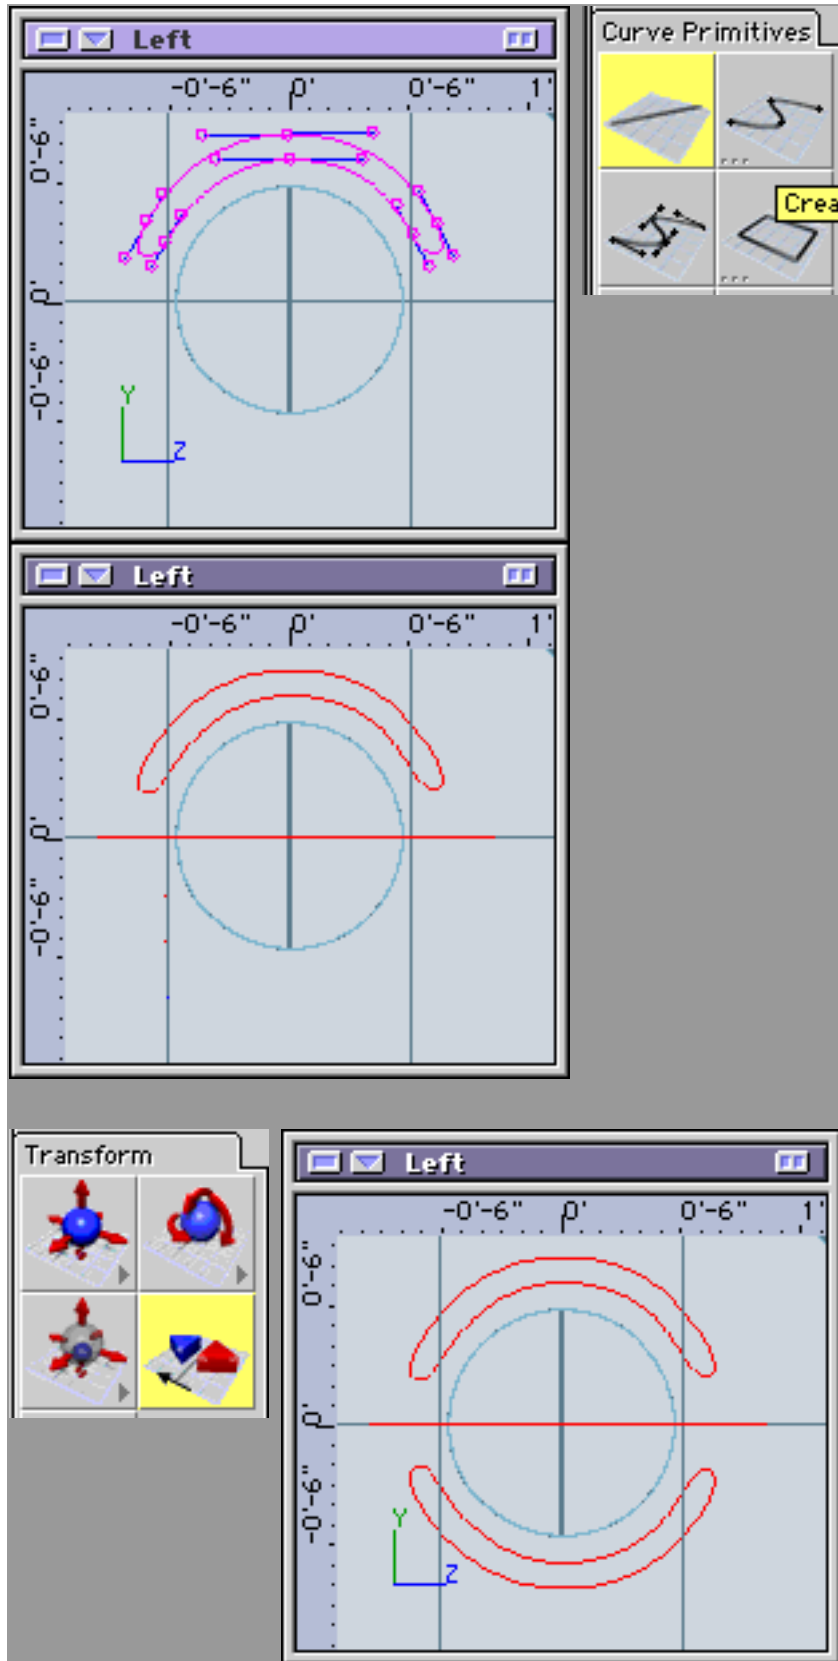 Left
-0'-6" 0' 0'-6" 1'
0'-6"
0'
-0'-6"
Y
Z
Curve Primitives
Crea
Left
-0'-6" 0' 0'-6" 1'
0'-6"
0'
-0'-6"
Transform
Left
-0'-6" 0' 0'-6" 1'
0'-6"
0'
-0'-6"
Y
Z